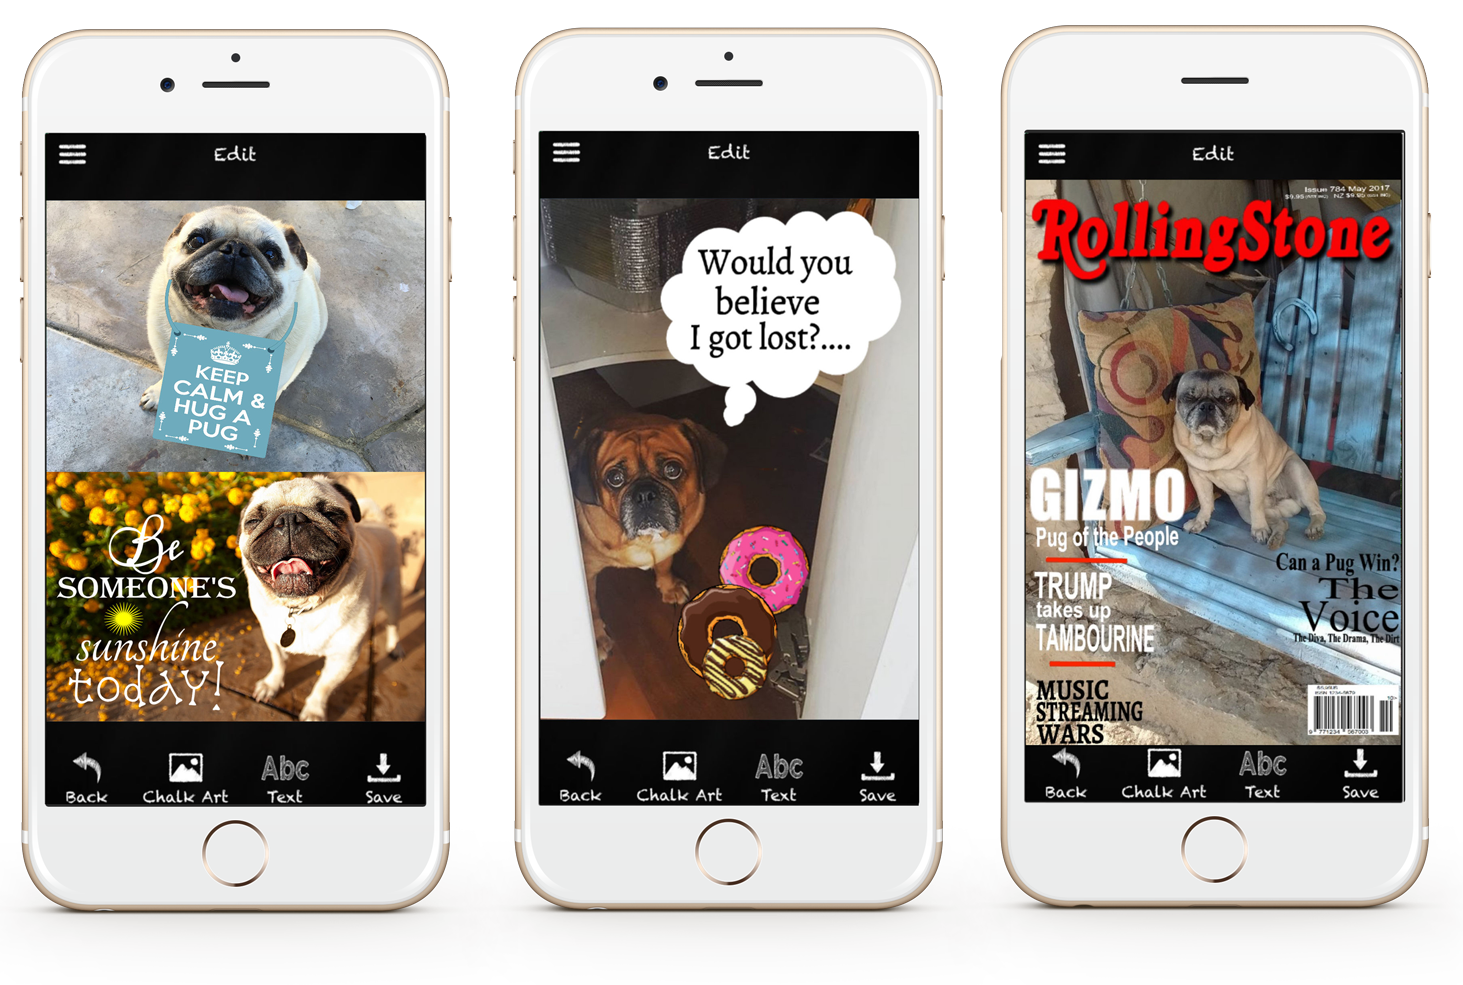 Edit
KEEP
CALM &
HUG A
PUG
Be
SOMEONE'S
sunshine
today!
Back
Chalk Art
Abc
Text
Save
Edit
Would you
believe
I got lost?....
Back
Chalk Art
Abc
Text
Save
Edit
Issue 784 May 2017
RollingStone
GIZMO
Pug of the People
TRUMP
takes up
TAMBOURINE
MUSIC
STREAMING
WARS
Can a Pug Win?
The
Voice
The Diva, The Drama, The Dirt
Back
Chalk Art
Abc
Text
Save